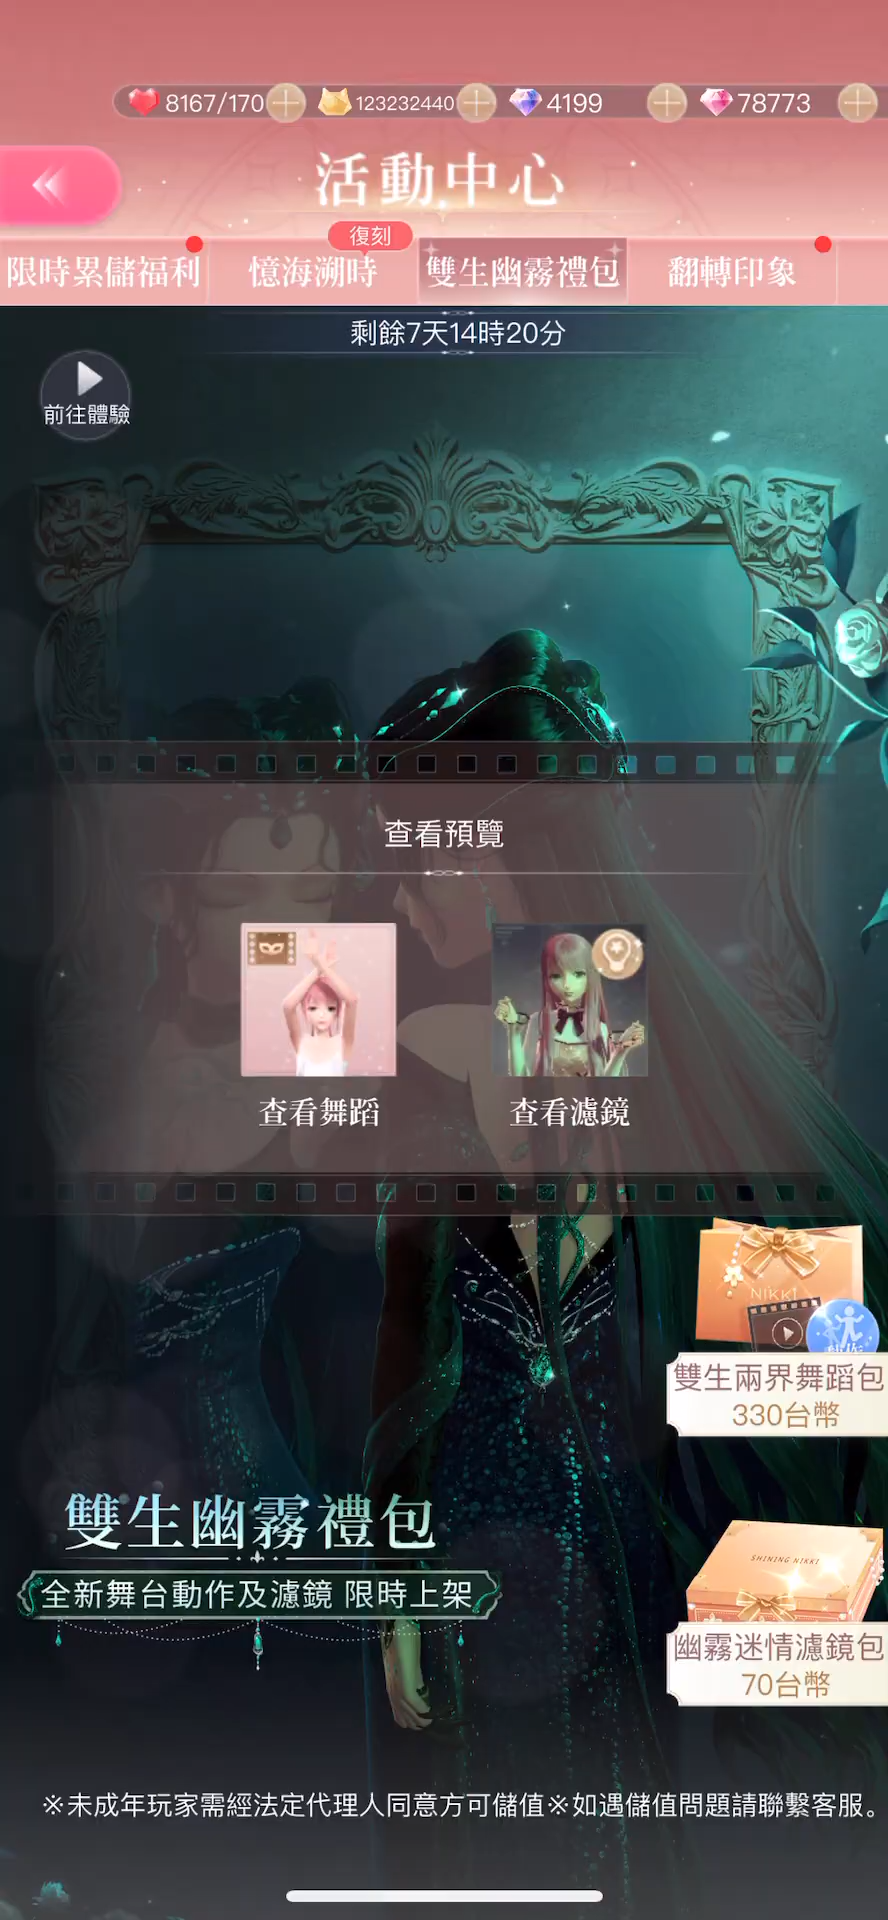 8167/170
123232440
4199
78773
活動中心
復刻
限時累儲福利
憶海溯時
雙生幽霧禮包
翻轉印象
剩餘7天14時20分
前往體驗
查看預覽
查看舞蹈
查看濾鏡
NIKKI
雙生兩界舞蹈包
330台幣
雙生幽霧禮包
全新舞台動作及濾鏡 限時上架
SHINING NIKKI
幽霧迷情濾鏡包
70台幣
※未成年玩家需經法定代理人同意方可儲值※如遇儲值問題請聯繫客服。